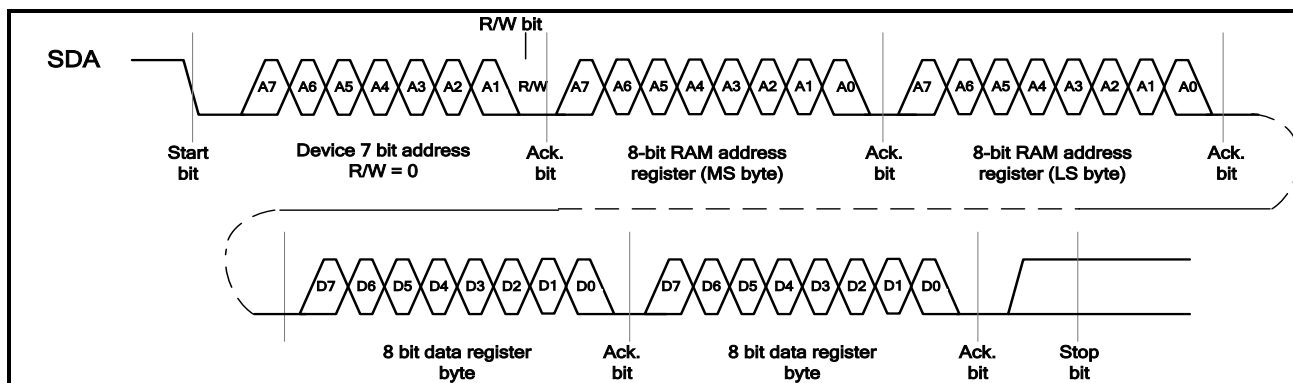 R/W bit
SDA
A7 A6 A5 A4 A3 A2 A1 R/W A7 A6 A5 A4 A3 A2 A1 A0 A7 A6 A5 A4 A3 A2 A1 A0
Start
bit
Device 7 bit address
R/W = 0
Ack.
bit
8-bit RAM address
register (MS byte)
Ack.
bit
8-bit RAM address
register (LS byte)
Ack.
bit
D7 D6 D5 D4 D3 D2 D1 D0 D7 D6 D5 D4 D3 D2 D1 D0
8 bit data register
byte
Ack.
bit
8 bit data register
byte
Ack.
bit
Stop
bit